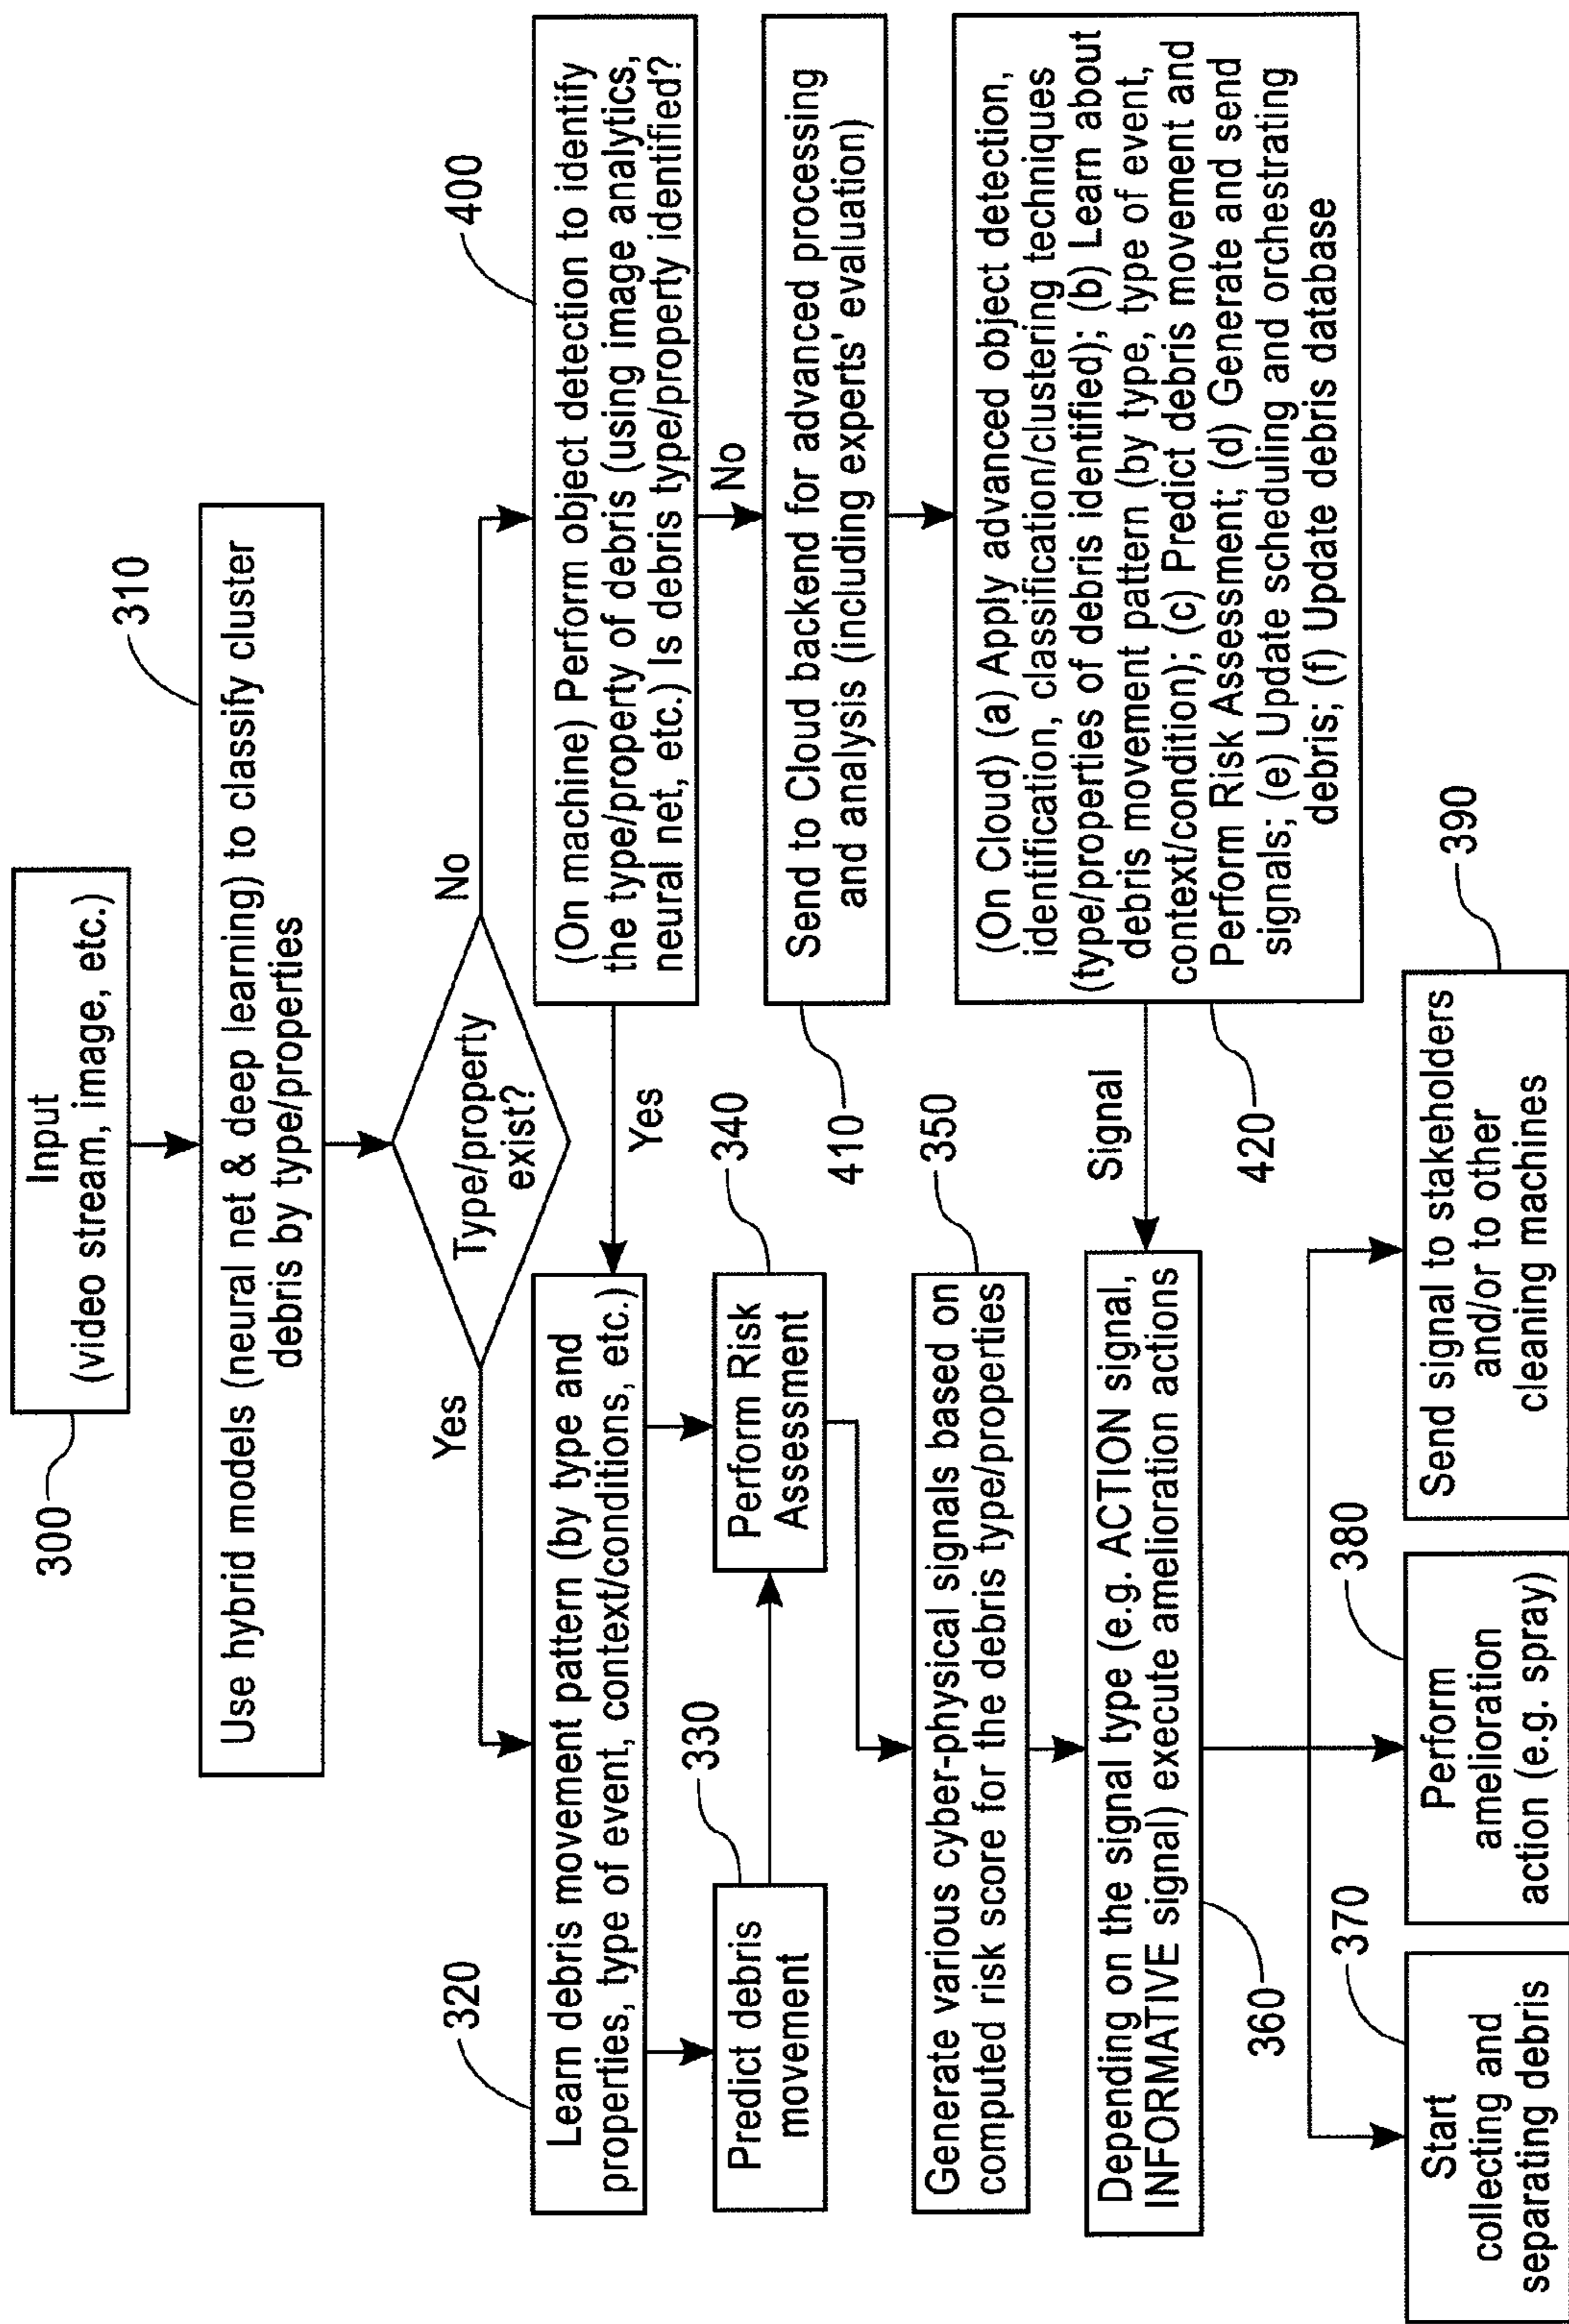 300
Input
(video stream, image, etc.)
310
Use hybrid models (neural net & deep learning) to classify cluster
debris by type/properties
Type/property
exist?
Yes
No
320
Learn debris movement pattern (by type and
properties, type of event, context/conditions, etc.)
400
(On machine) Perform object detection to identify
the type/property of debris (using image analytics,
neural net, etc.) Is debris type/property identified?
Yes
No
330
Predict debris
movement
340
Perform Risk
Assessment
410
Send to Cloud backend for advanced processing
and analysis (including experts' evaluation)
350
Generate various cyber-physical signals based on
computed risk score for the debris type/properties
420
(On Cloud) (a) Apply advanced object detection,
identification, classification/clustering techniques
(type/properties of debris identified); (b) Learn about
debris movement pattern (by type, type of event,
context/condition); (c) Predict debris movement and
Perform Risk Assessment; (d) Generate and send
signals; (e) Update scheduling and orchestrating
debris; (f) Update debris database
Signal
360
Depending on the signal type (e.g. ACTION signal,
INFORMATIVE signal) execute amelioration actions
370
Start
collecting and
separating debris
380
Perform
amelioration
action (e.g. spray)
390
Send signal to stakeholders
and/or to other
cleaning machines